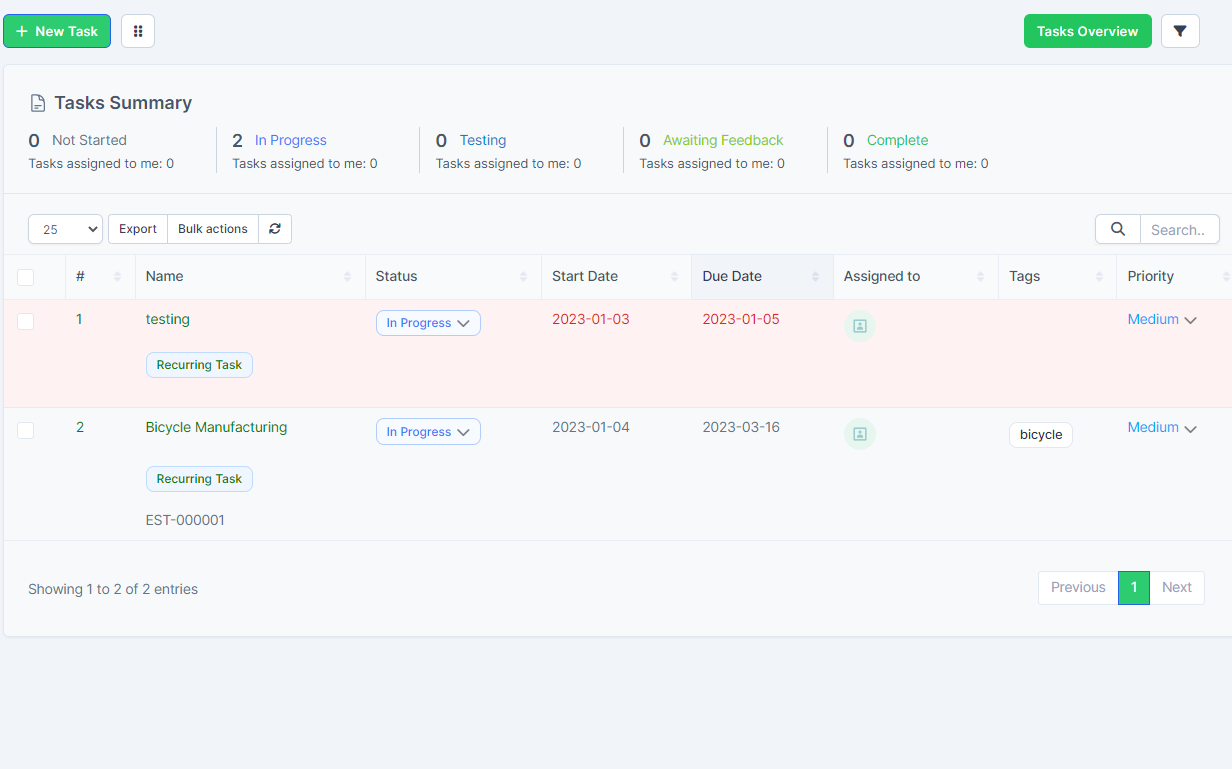 + New Task
Tasks Overview
Tasks Summary
0 Not Started
Tasks assigned to me: 0
2 In Progress
Tasks assigned to me: 0
0 Testing
Tasks assigned to me: 0
0 Awaiting Feedback
Tasks assigned to me: 0
0 Complete
Tasks assigned to me: 0
25 Export Bulk actions Search..
# Name Status Start Date Due Date Assigned to Tags Priority
1 testing In Progress 2023-01-03 2023-01-05 Medium
Recurring Task
2 Bicycle Manufacturing In Progress 2023-01-04 2023-03-16 bicycle Medium
Recurring Task
EST-000001
Showing 1 to 2 of 2 entries
Previous 1 Next